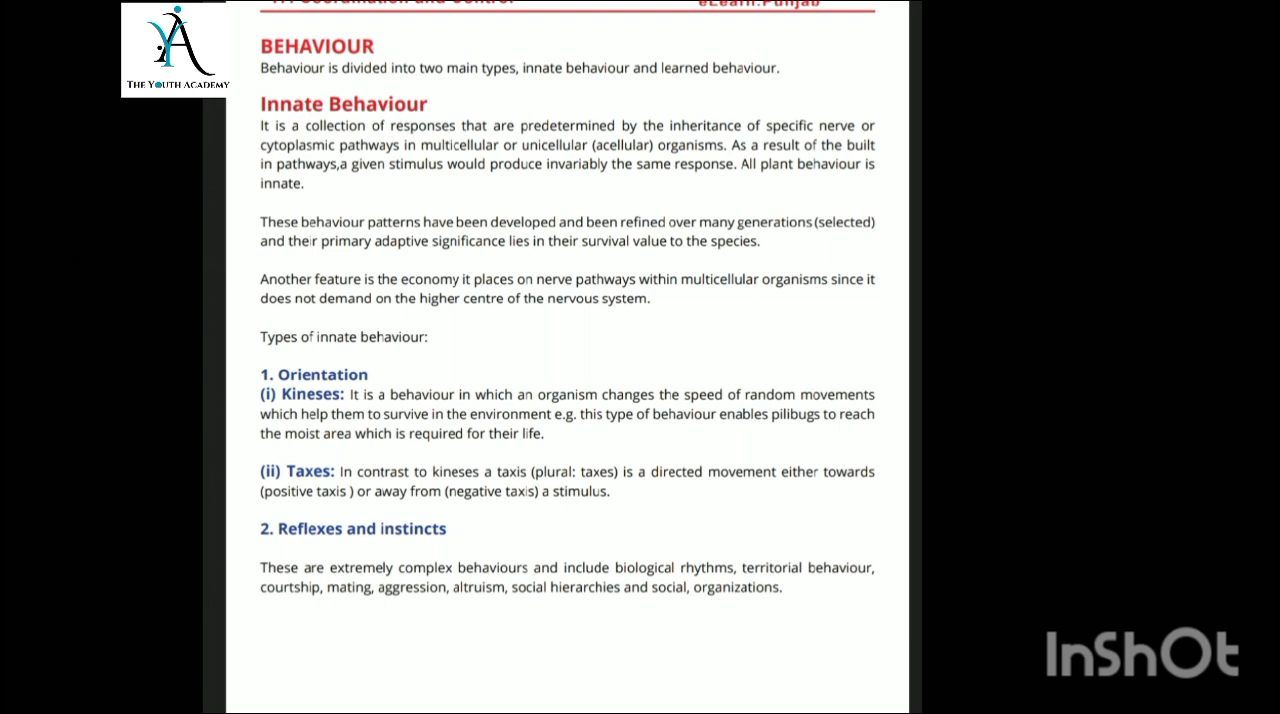 17. Coordination and Control eLearn.Punjab
THE YOUTH ACADEMY
BEHAVIOUR
Behaviour is divided into two main types, innate behaviour and learned behaviour.
Innate Behaviour
It is a collection of responses that are predetermined by the inheritance of specific nerve or
cytoplasmic pathways in multicellular or unicellular (acellular) organisms. As a result of the built
in pathways,a given stimulus would produce invariably the same response. All plant behaviour is
innate.
These behaviour patterns have been developed and been refined over many generations (selected)
and their primary adaptive significance lies in their survival value to the species.
Another feature is the economy it places on nerve pathways within multicellular organisms since it
does not demand on the higher centre of the nervous system.
Types of innate behaviour:
1. Orientation
(i) Kineses: It is a behaviour in which an organism changes the speed of random movements
which help them to survive in the environment e.g. this type of behaviour enables pilibugs to reach
the moist area which is required for their life.
(ii) Taxes: In contrast to kineses a taxis (plural: taxes) is a directed movement either towards
(positive taxis ) or away from (negative taxis) a stimulus.
2. Reflexes and instincts
These are extremely complex behaviours and include biological rhythms, territorial behaviour,
courtship, mating, aggression, altruism, social hierarchies and social, organizations.
InShOt